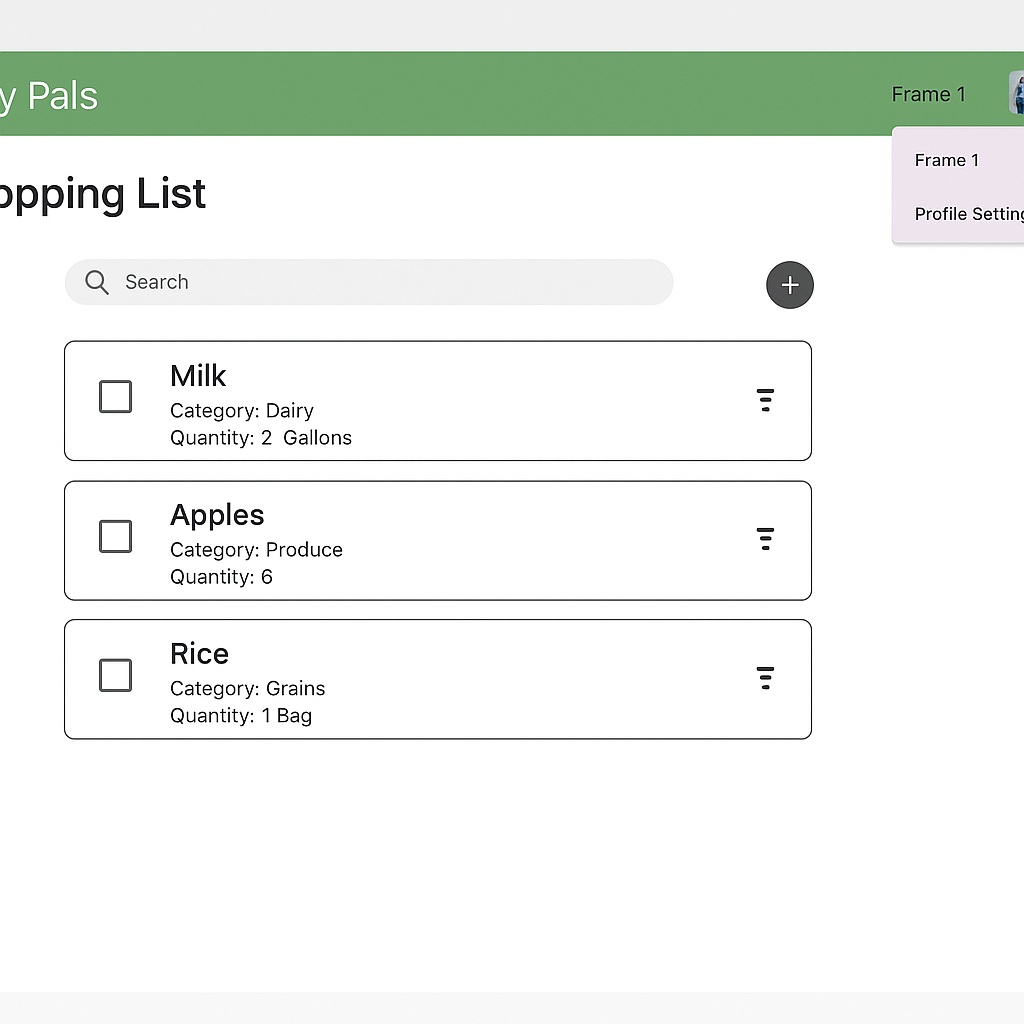 y Pals
Frame 1
Frame 1
Profile Setting
opping List
Search
Milk
Category: Dairy
Quantity: 2 Gallons
Apples
Category: Produce
Quantity: 6
Rice
Category: Grains
Quantity: 1 Bag